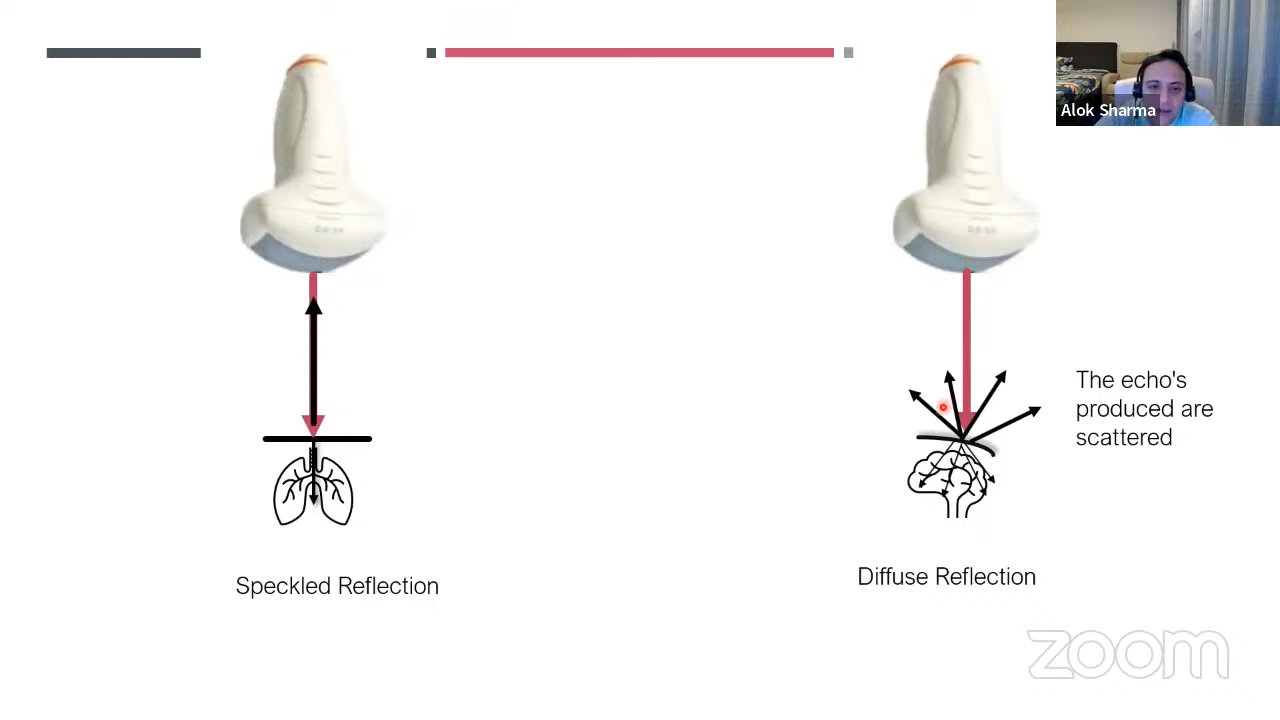 Alok Sharma
The echo's
produced are
scattered
Speckled Reflection
Diffuse Reflection
zoom